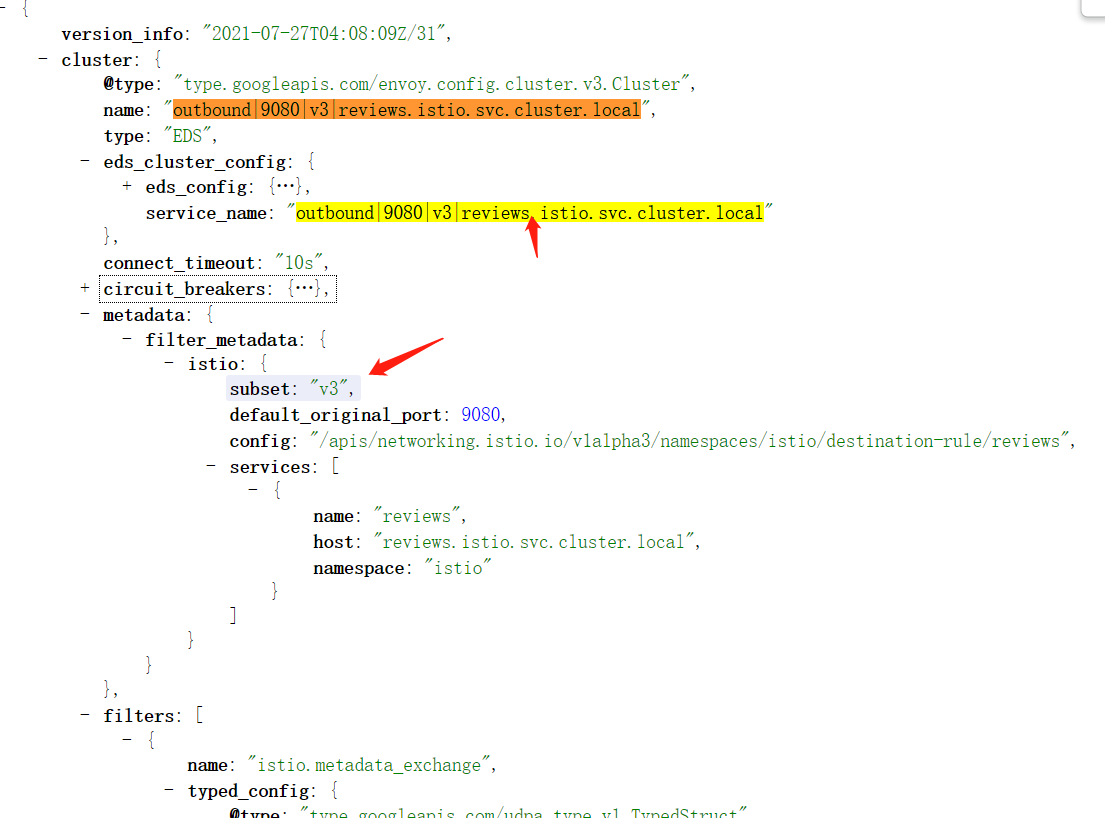 - {
version_info: "2021-07-27T04:08:09Z/31",
- cluster: {
@type: "type.googleapis.com/envoy.config.cluster.v3.Cluster",
name: "outbound|9080|v3|reviews.istio.svc.cluster.local",
type: "EDS",
- eds_cluster_config: {
+ eds_config: {…},
service_name: "outbound|9080|v3|reviews.istio.svc.cluster.local"
},
connect_timeout: "10s",
+ circuit_breakers: {…},
- metadata: {
- filter_metadata: {
- istio: {
subset: "v3",
default_original_port: 9080,
config: "/apis/networking.istio.io/v1alpha3/namespaces/istio/destination-rule/reviews",
- services: [
- {
name: "reviews",
host: "reviews.istio.svc.cluster.local",
namespace: "istio"
}
]
}
}
},
- filters: [
- {
name: "istio.metadata_exchange",
- typed_config: {
@type: "type.googleapis.com/udpa.type.v1.TypedStruct"